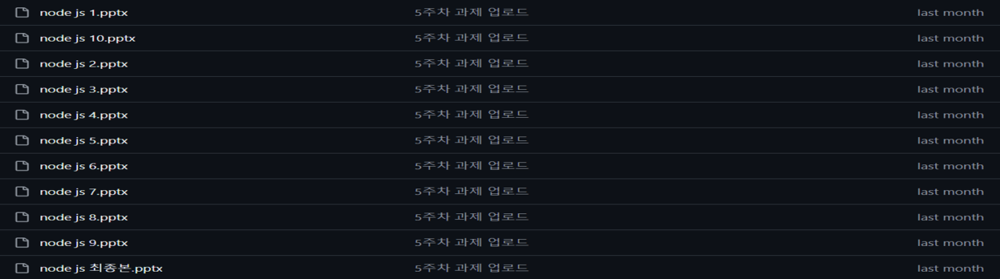 node js 1.pptx 5주차 과제 업로드 last month
node js 10.pptx 5주차 과제 업로드 last month
node js 2.pptx 5주차 과제 업로드 last month
node js 3.pptx 5주차 과제 업로드 last month
node js 4.pptx 5주차 과제 업로드 last month
node js 5.pptx 5주차 과제 업로드 last month
node js 6.pptx 5주차 과제 업로드 last month
node js 7.pptx 5주차 과제 업로드 last month
node js 8.pptx 5주차 과제 업로드 last month
node js 9.pptx 5주차 과제 업로드 last month
node js 최종본.pptx 5주차 과제 업로드 last month